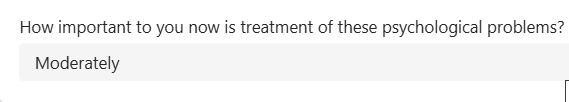 How important to you now is treatment of these psychological problems?
Moderately